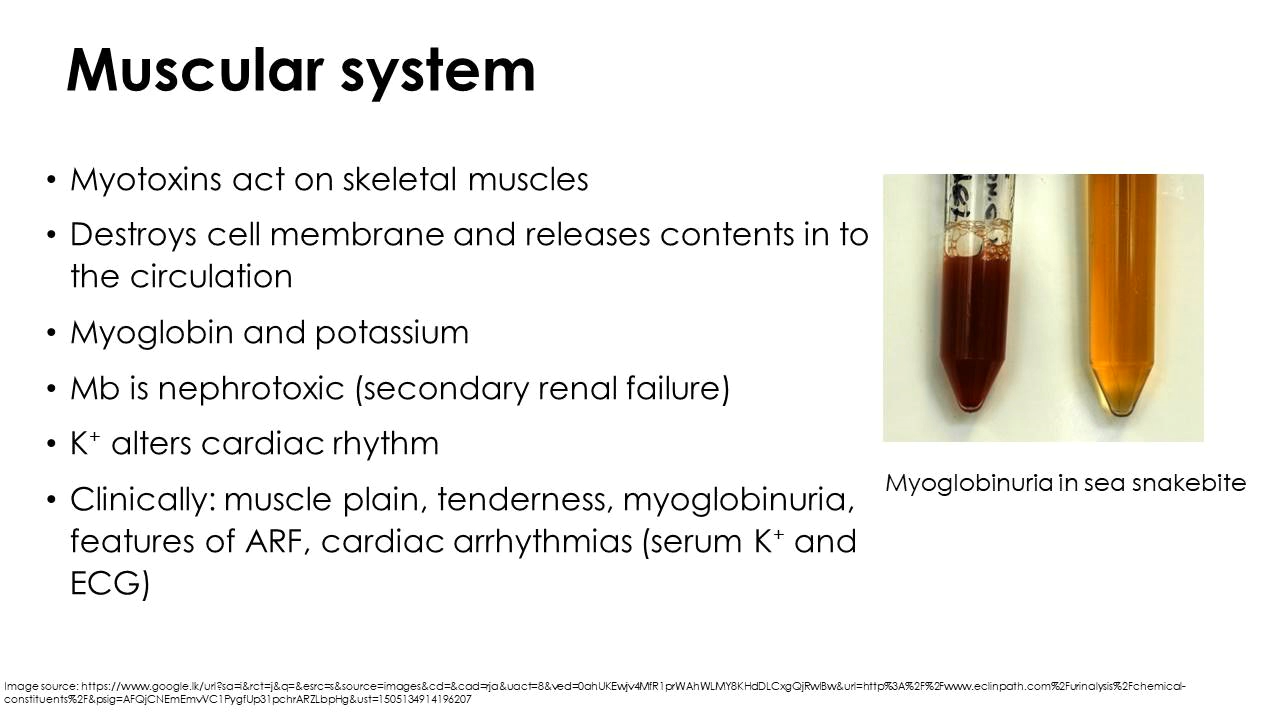 Muscular system
• Myotoxins act on skeletal muscles
• Destroys cell membrane and releases contents in to
the circulation
• Myoglobin and potassium
• Mb is nephrotoxic (secondary renal failure)
• K⁺ alters cardiac rhythm
• Clinically: muscle plain, tenderness, myoglobinuria,
features of ARF, cardiac arrhythmias (serum K⁺ and
ECG)
Myoglobinuria in sea snakebite
Image source: https://www.google.lk/url?sa=i&rct=j&q=&esrc=s&source=images&cd=&cad=rja&uact=8&ved=0ahUKEwjv4MfR1prWAhWLMY8KHdDLCxgQjRwIBw&url=http%3A%2F%2Fwww.eclinpath.com%2Furinalysis%2Fchemical-
constituents%2F&psig=AFQjCNEmEmvVC1PygfUp31pchrARZLbpHg&ust=1505134914196207